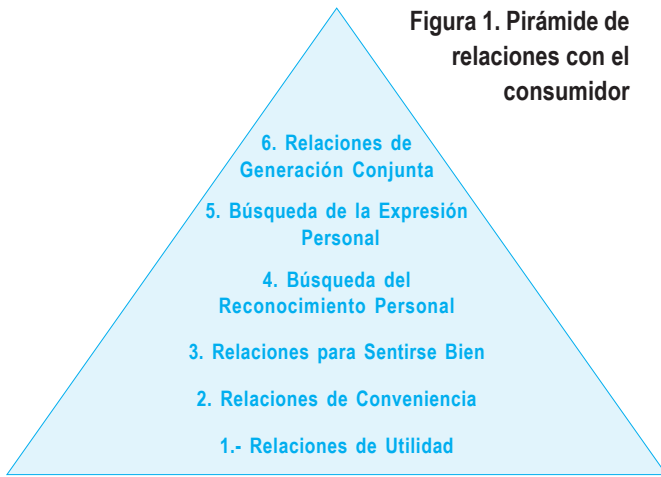 Figura 1. Pirámide de
relaciones con el
consumidor
6. Relaciones de
Generación Conjunta
5. Búsqueda de la Expresión
Personal
4. Búsqueda del
Reconocimiento Personal
3. Relaciones para Sentirse Bien
2. Relaciones de Conveniencia
1.- Relaciones de Utilidad